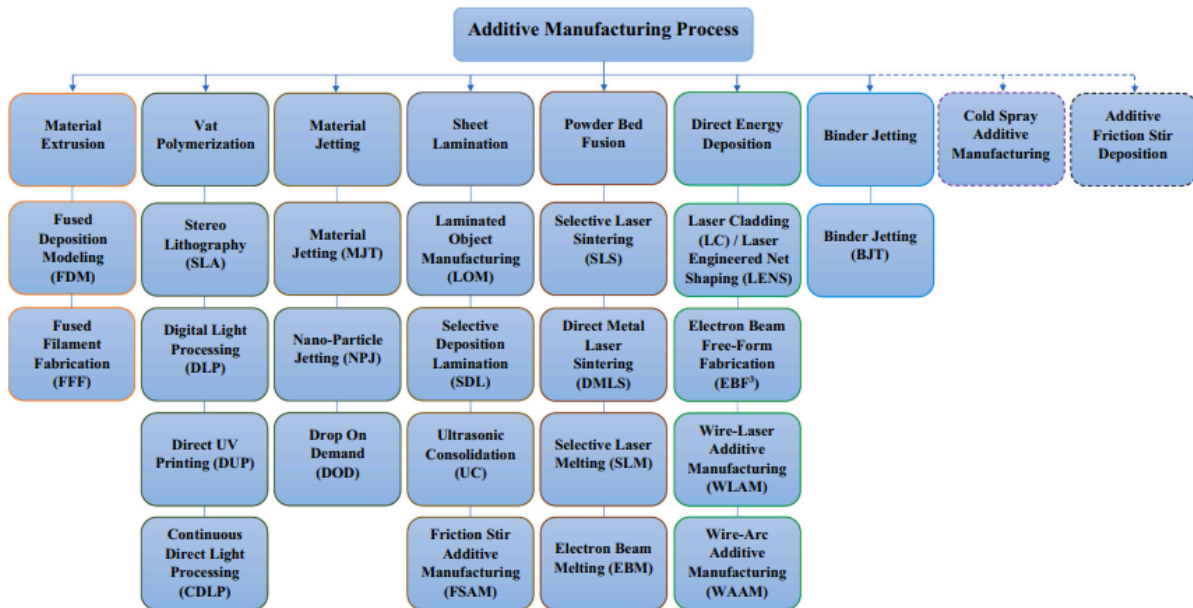 Additive Manufacturing Process
Material
Extrusion
Vat
Polymerization
Material
Jetting
Sheet
Lamination
Powder Bed
Fusion
Direct Energy
Deposition
Binder Jetting
Cold Spray
Additive
Manufacturing
Additive
Friction Stir
Deposition
Fused
Deposition
Modeling
(FDM)
Stereo
Lithography
(SLA)
Material
Jetting (MJT)
Laminated
Object
Manufacturing
(LOM)
Selective Laser
Sintering
(SLS)
Laser Cladding
(LC) / Laser
Engineered Net
Shaping (LENS)
Binder Jetting
(BJT)
Fused
Filament
Fabrication
(FFF)
Digital Light
Processing
(DLP)
Nano-Particle
Jetting (NPJ)
Selective
Deposition
Lamination
(SDL)
Direct Metal
Laser
Sintering
(DMLS)
Electron Beam
Free-Form
Fabrication
(EBF³)
Direct UV
Printing (DUP)
Drop On
Demand
(DOD)
Ultrasonic
Consolidation
(UC)
Selective Laser
Melting (SLM)
Wire-Laser
Additive
Manufacturing
(WLAM)
Continuous
Direct Light
Processing
(CDLP)
Friction Stir
Additive
Manufacturing
(FSAM)
Electron Beam
Melting (EBM)
Wire-Arc
Additive
Manufacturing
(WAAM)